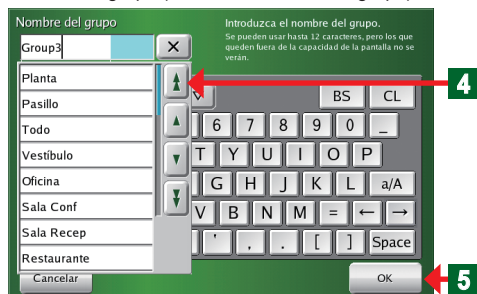 Nombre del grupo
Introduzca el nombre del grupo.
Se pueden usar hasta 12 caracteres, pero los que
queden fuera de la capacidad de la pantalla no se
verán.
Group3
X
4
Planta
Pasillo
Todo
Vestíbulo
Oficina
Sala Conf
Sala Recep
Restaurante
BS CL
6 7 8 9 0 _
T Y U I O P
G H J K L a/A
V B N M = ← →
' , . [ ] Space
Cancelar
OK
5